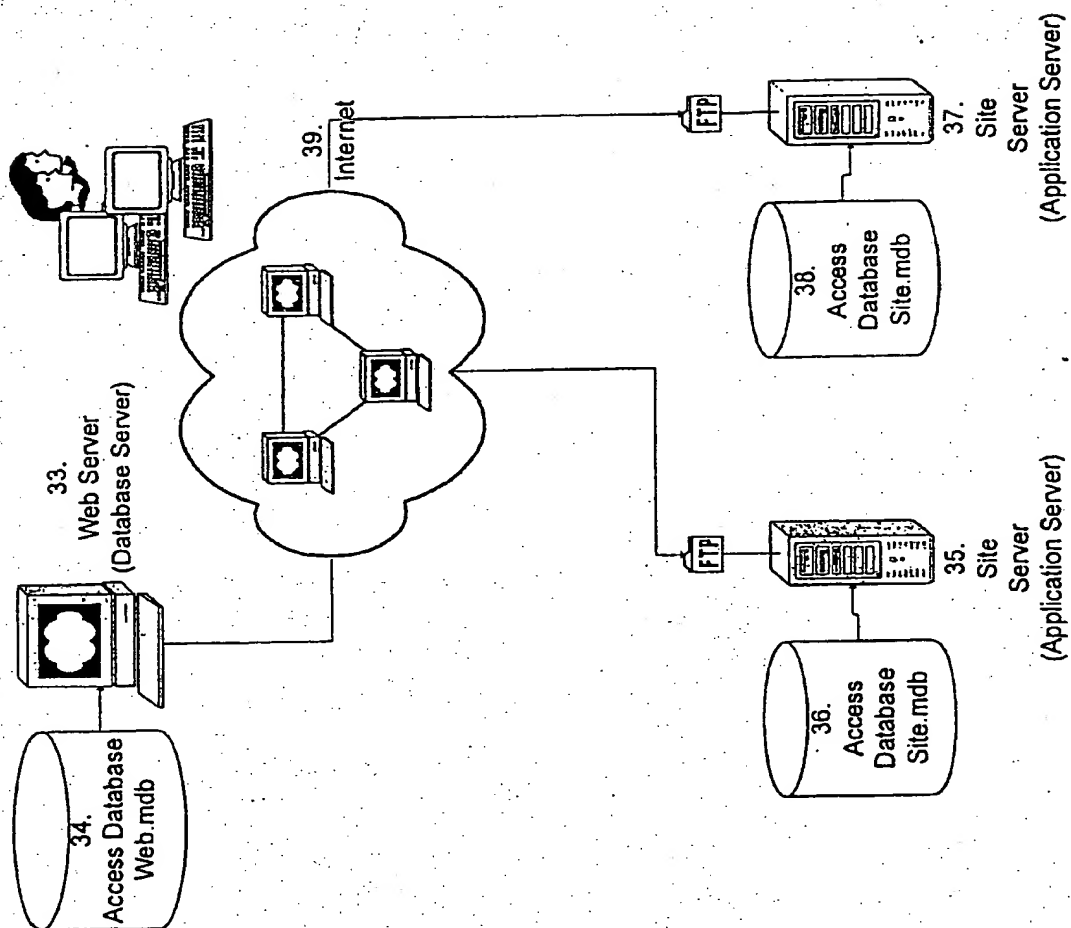 34.
Access Database
Web.mdb
33.
Web Server
(Database Server)
39.
Internet
FTP
36.
Access
Database
Site.mdb
35.
Site
Server
(Application Server)
FTP
38.
Access
Database
Site.mdb
37.
Site
Server
(Application Server)